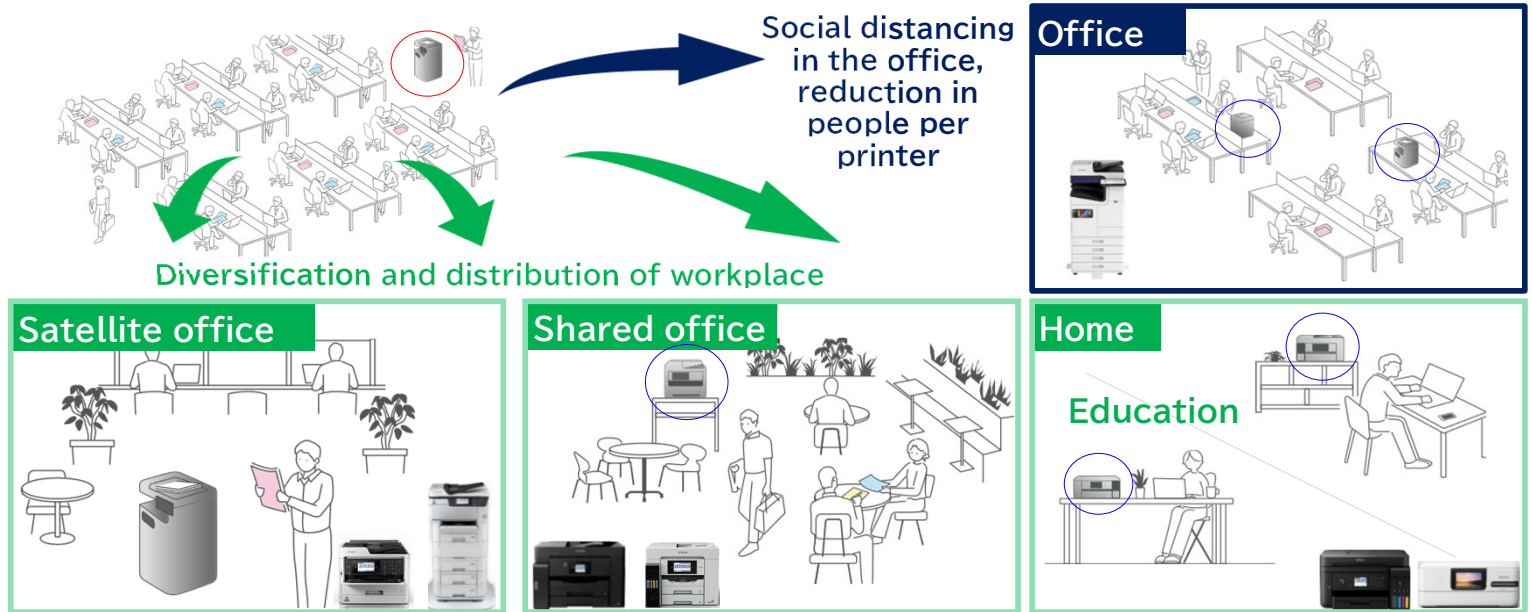 Social distancing
in the office,
reduction in
people per
printer
Office
Diversification and distribution of workplace
Satellite office
Shared office
Home
Education